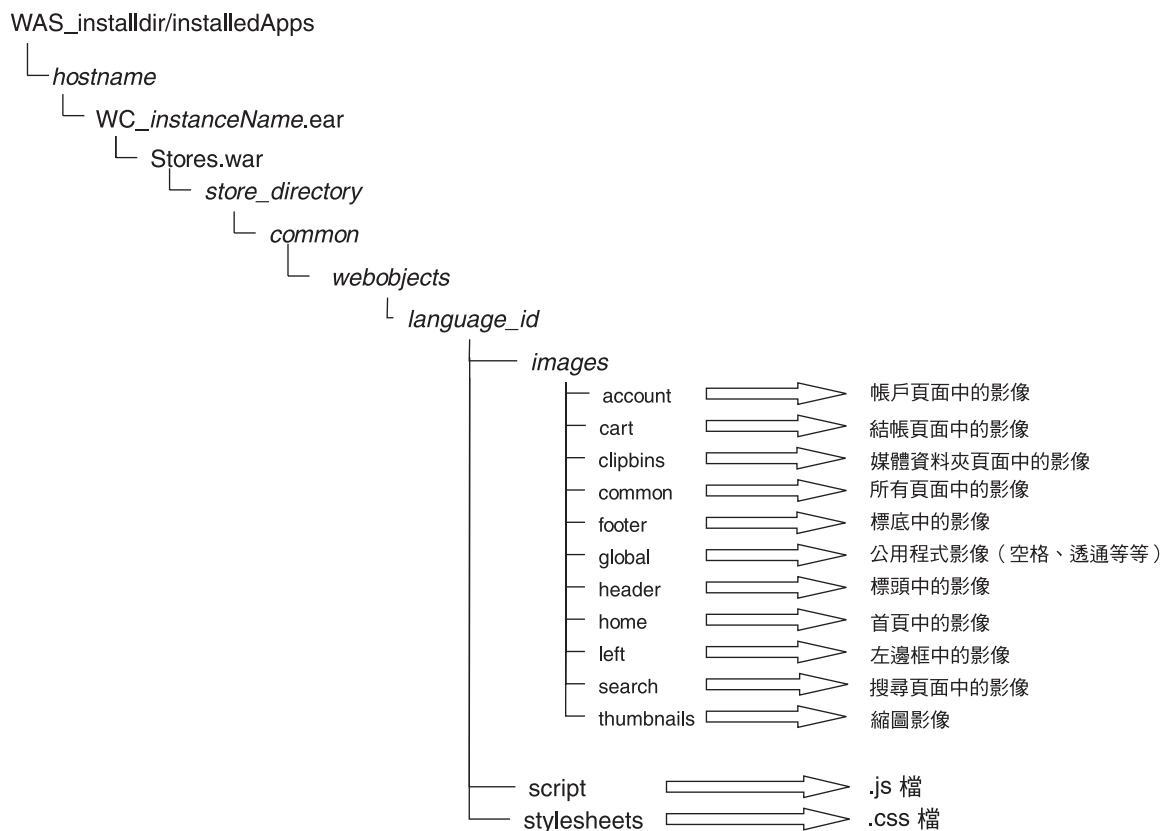 WAS_installdir/installedApps
hostname
WC_instanceName.ear
Stores.war
store_directory
common
webobjects
language_id
images
account 帳戶頁面中的影像
cart 結帳頁面中的影像
clipbins 媒體資料夾頁面中的影像
common 所有頁面中的影像
footer 標底中的影像
global 公用程式影像（空格、透通等等）
header 標頭中的影像
home 首頁中的影像
left 左邊框中的影像
search 搜尋頁面中的影像
thumbnails 縮圖影像
script .js 檔
stylesheets .css 檔